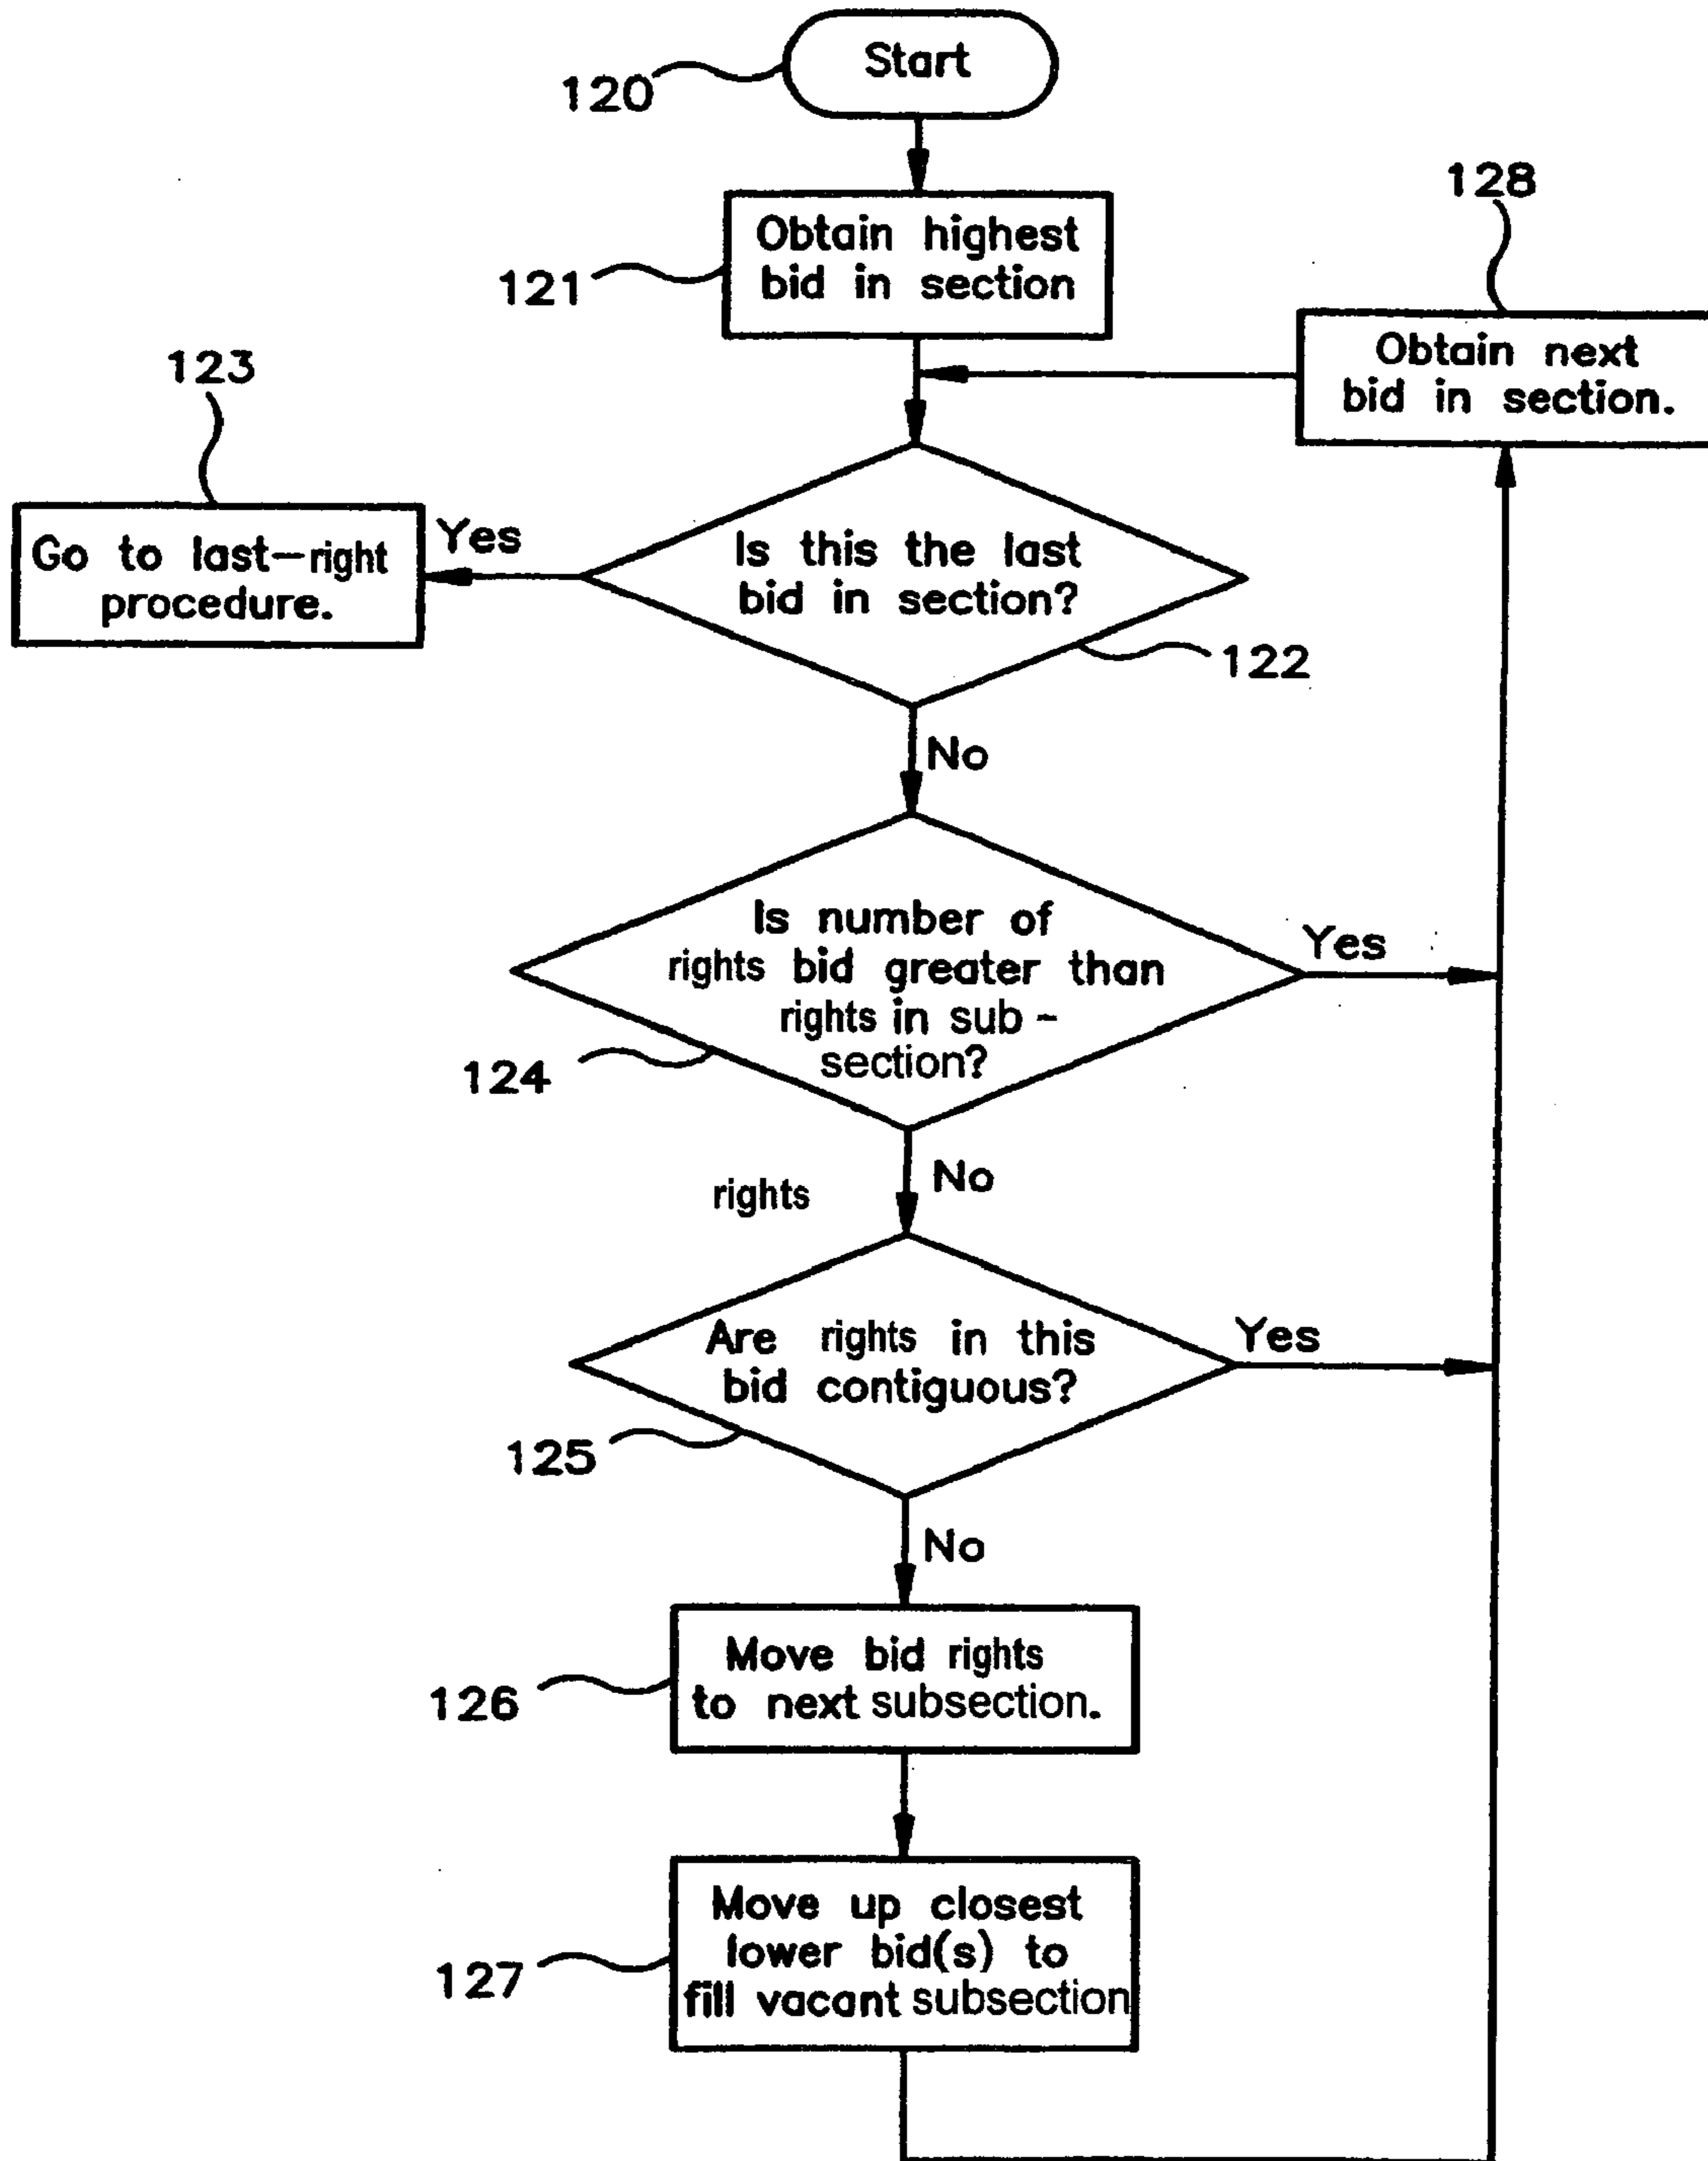 Start
120
Obtain highest
bid in section
121
128
Obtain next
bid in section.
123
Go to last-right
procedure.
Yes
Is this the last
bid in section?
122
No
Is number of
rights bid greater than
rights in sub -
section?
Yes
124
No
rights
Are rights in this
bid contiguous?
Yes
125
No
Move bid rights
to next subsection.
126
Move up closest
lower bid(s) to
fill vacant subsection
127